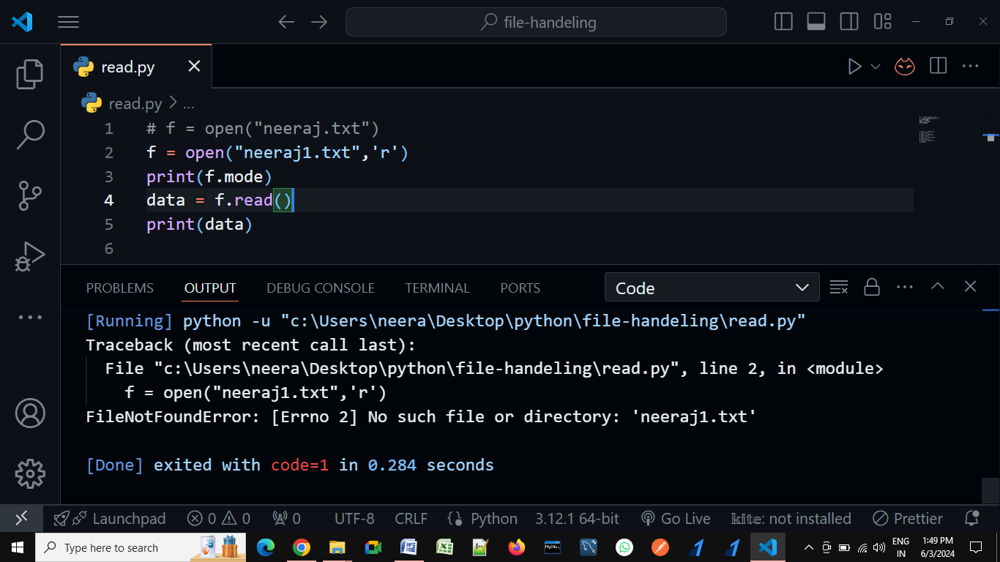 file-handeling
read.py
read.py > ...
1 # f = open("neeraj.txt")
2 f = open("neeraj1.txt",'r')
3 print(f.mode)
4 data = f.read()
5 print(data)
6
PROBLEMS OUTPUT DEBUG CONSOLE TERMINAL PORTS Code
[Running] python -u "c:\Users\neera\Desktop\python\file-handeling\read.py"
Traceback (most recent call last):
File "c:\Users\neera\Desktop\python\file-handeling\read.py", line 2, in <module>
f = open("neeraj1.txt",'r')
FileNotFoundError: [Errno 2] No such file or directory: 'neeraj1.txt'
[Done] exited with code=1 in 0.284 seconds
Launchpad 0 0 0 UTF-8 CRLF Python 3.12.1 64-bit Go Live kite: not installed Prettier
Type here to search
MySQL
ENG
IN
1:49 PM
6/3/2024